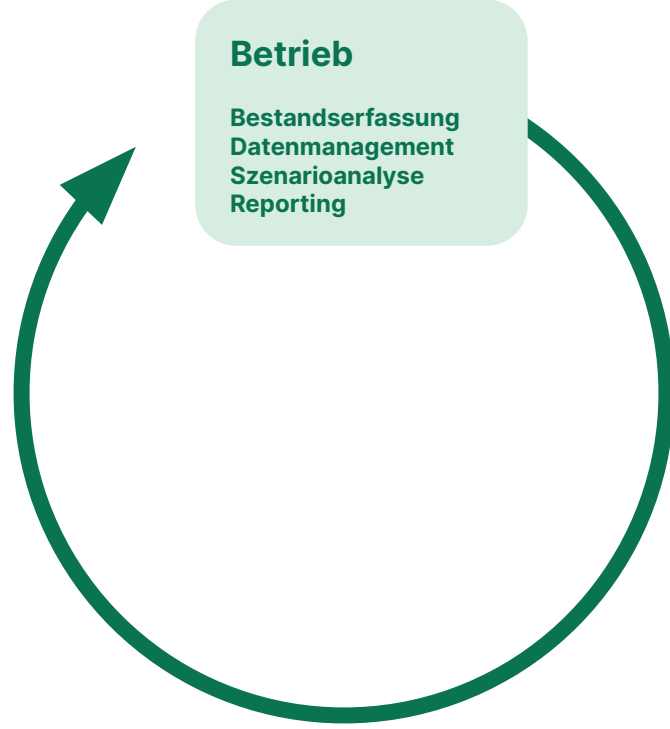 Betrieb
Bestandserfassung
Datenmanagement
Szenarioanalyse
Reporting